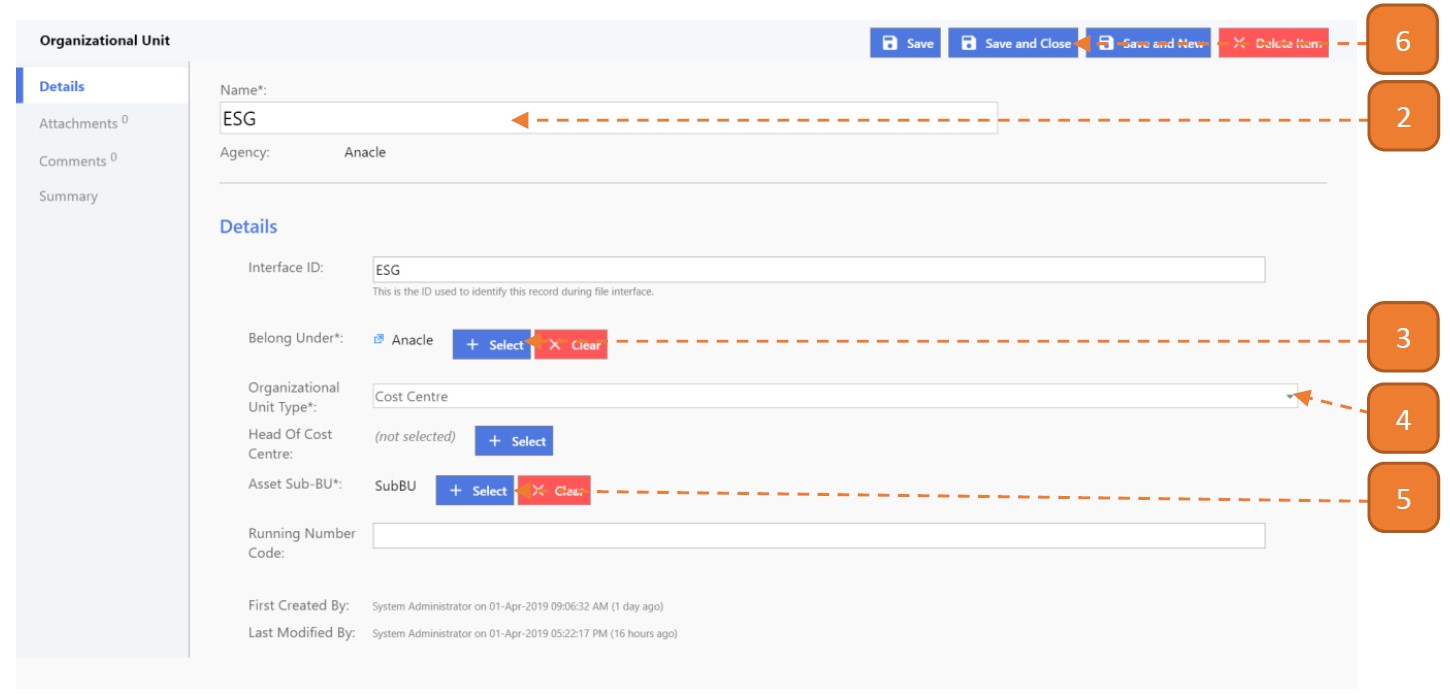 Organizational Unit
Save
Save and Close
Save and New
Delete Item
6
Details
Attachments 0
Comments 0
Summary
Name*:
ESG
2
Agency: Anacle
Details
Interface ID: ESG
This is the ID used to identify this record during file interface.
Belong Under*: Anacle + Select × Clear
3
Organizational
Unit Type*:
Cost Centre
4
Head Of Cost
Centre:
(not selected) + Select
Asset Sub-BU*: SubBU + Select × Clear
5
Running Number
Code:
First Created By: System Administrator on 01-Apr-2019 09:06:32 AM (1 day ago)
Last Modified By: System Administrator on 01-Apr-2019 05:22:17 PM (16 hours ago)